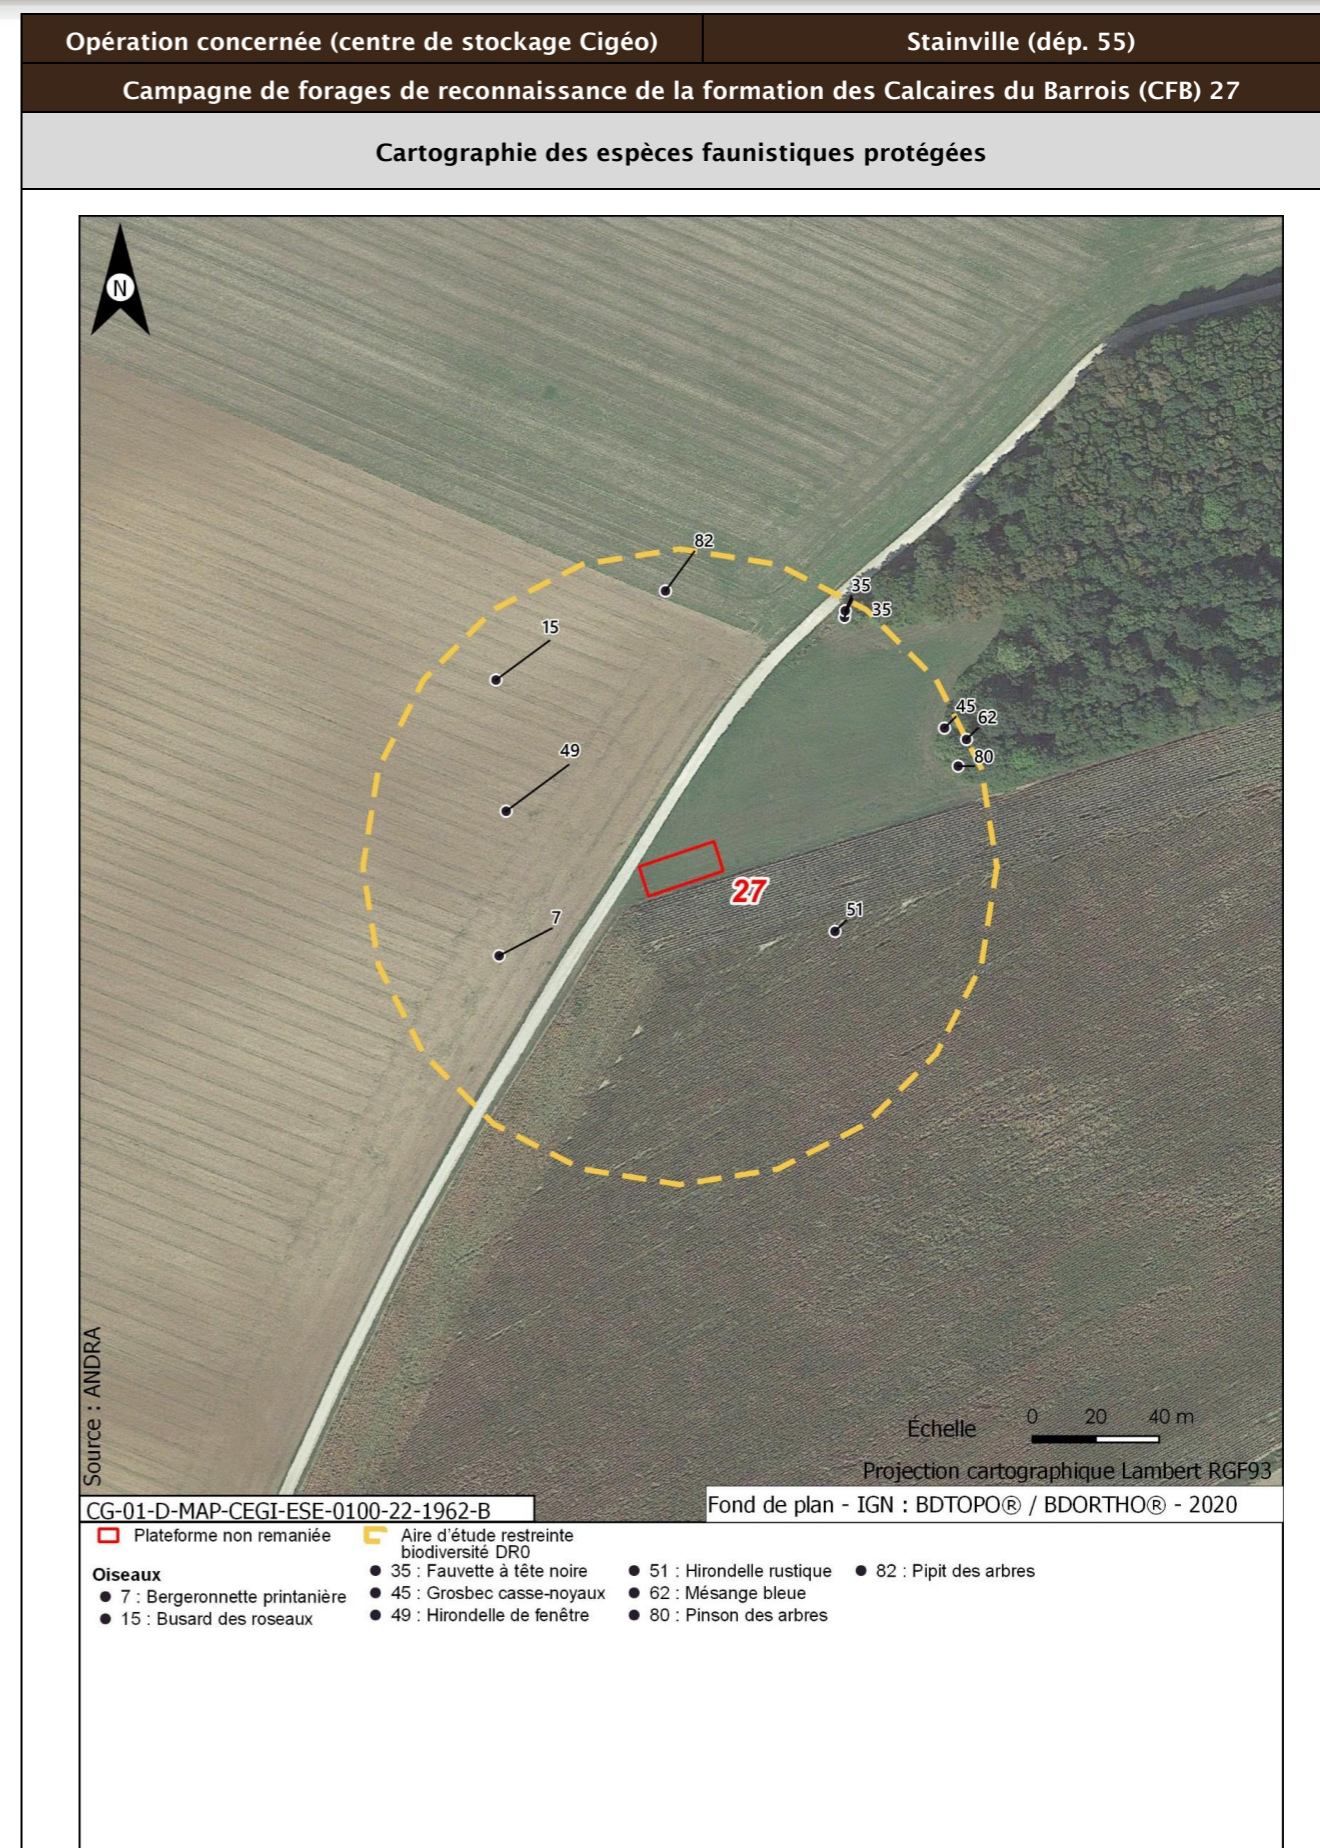 Opération concernée (centre de stockage Cigéo)
Stainville (dép. 55)
Campagne de forages de reconnaissance de la formation des Calcaires du Barrois (CFB) 27
Cartographie des espèces faunistiques protégées
N
82
35
35
15
45
62
49
80
27
51
7
Source : ANDRA
Échelle
0 20 40 m
Projection cartographique Lambert RGF93
CG-01-D-MAP-CEGI-ESE-0100-22-1962-B
Fond de plan - IGN : BDTOPO® / BDORTHO® - 2020
Plateforme non remaniée
Aire d'étude restreinte
biodiversité DR0
Oiseaux
7 : Bergeronnette printanière
15 : Busard des roseaux
35 : Fauvette à tête noire
45 : Grosbec casse-noyaux
49 : Hirondelle de fenêtre
51 : Hirondelle rustique
62 : Mésange bleue
80 : Pinson des arbres
82 : Pipit des arbres